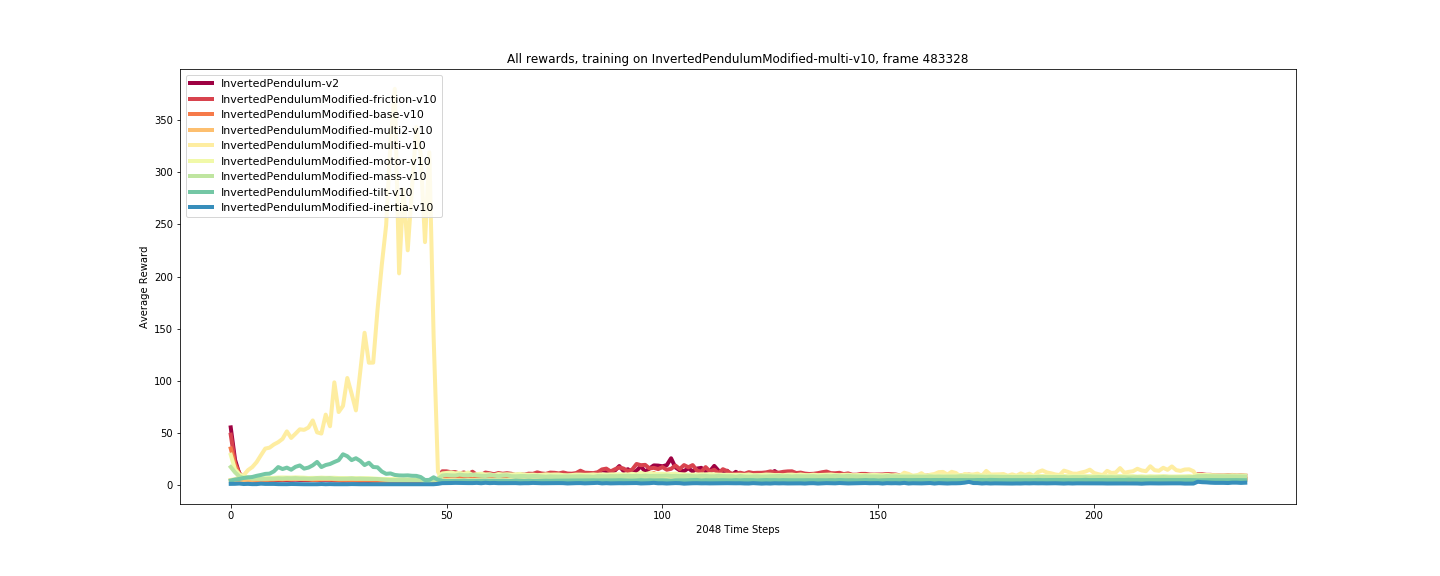 All rewards, training on InvertedPendulumModified-multi-v10, frame 483328
InvertedPendulum-v2
InvertedPendulumModified-friction-v10
InvertedPendulumModified-base-v10
InvertedPendulumModified-multi2-v10
InvertedPendulumModified-multi-v10
InvertedPendulumModified-motor-v10
InvertedPendulumModified-mass-v10
InvertedPendulumModified-tilt-v10
InvertedPendulumModified-inertia-v10
350
300
250
200
150
100
50
0
Average Reward
0 50 100 150 200
2048 Time Steps